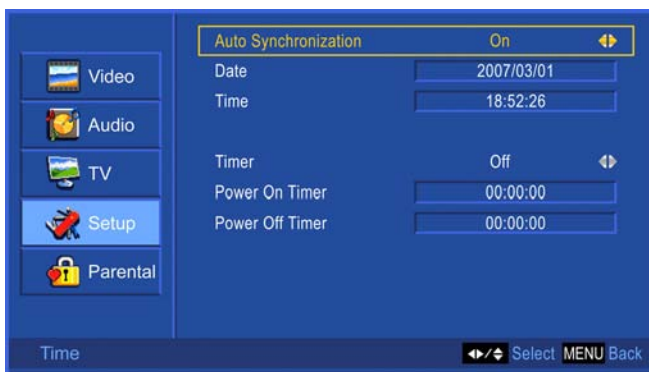 Video
Audio
TV
Setup
Parental
Auto Synchronization On
Date 2007/03/01
Time 18:52:26
Timer Off
Power On Timer 00:00:00
Power Off Timer 00:00:00
Time
Select MENU Back